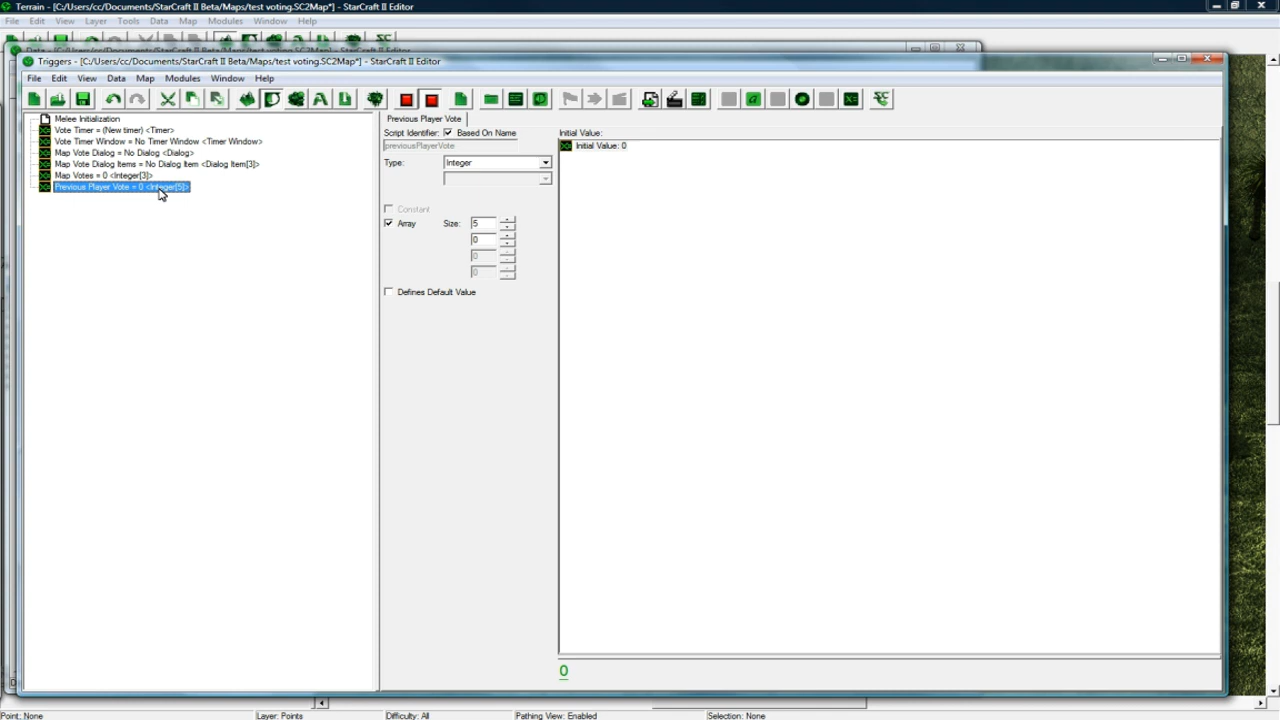 Terrain - [C:/Users/cc/Documents/StarCraft II Beta/Maps/test voting.SC2Map*] - StarCraft II Editor
File Edit View Layer Tools Data Map Modules Window Help
Triggers - [C:/Users/cc/Documents/StarCraft II Beta/Maps/test voting.SC2Map*] - StarCraft II Editor
File Edit View Data Map Modules Window Help
Melee Initialization
Vote Timer = (New timer) <Timer>
Vote Timer Window = No Timer Window <Timer Window>
Map Vote Dialog = No Dialog <Dialog>
Map Vote Dialog Items = No Dialog Item <Dialog Item[3]>
Map Votes = 0 <Integer[3]>
Previous Player Vote = 0 <Integer[5]>
Previous Player Vote
Script Identifier: Based On Name
previousPlayerVote
Type: Integer
Constant
Array Size: 5
0
0
0
Defines Default Value
Initial Value:
Initial Value: 0
0
Point: None Layer: Points Difficulty: All Pathing View: Enabled Selection: None